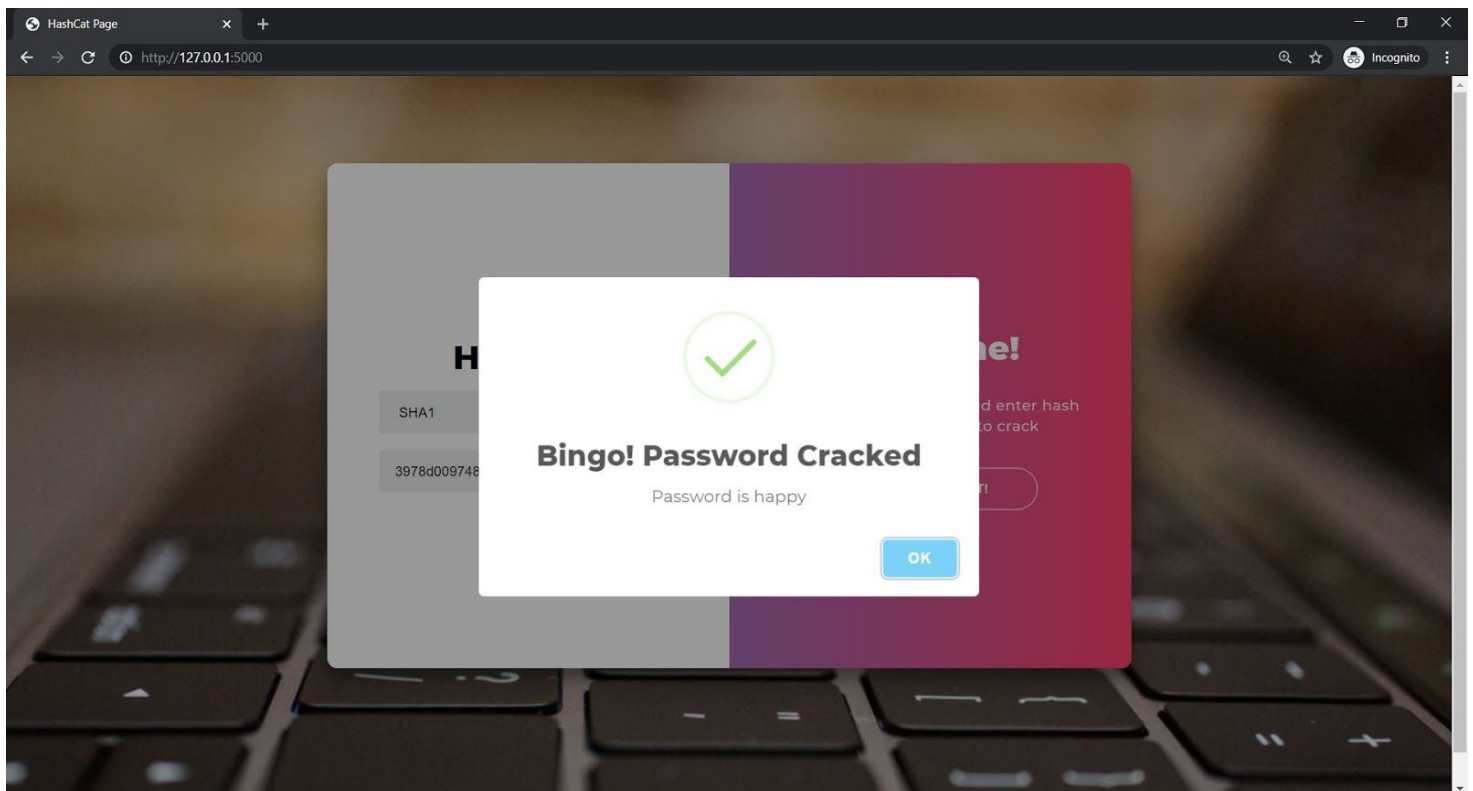 HashCat Page
http://127.0.0.1:5000
Incognito
H
SHA1
3978d009748
ne!
d enter hash
to crack
T!
Bingo! Password Cracked
Password is happy
OK